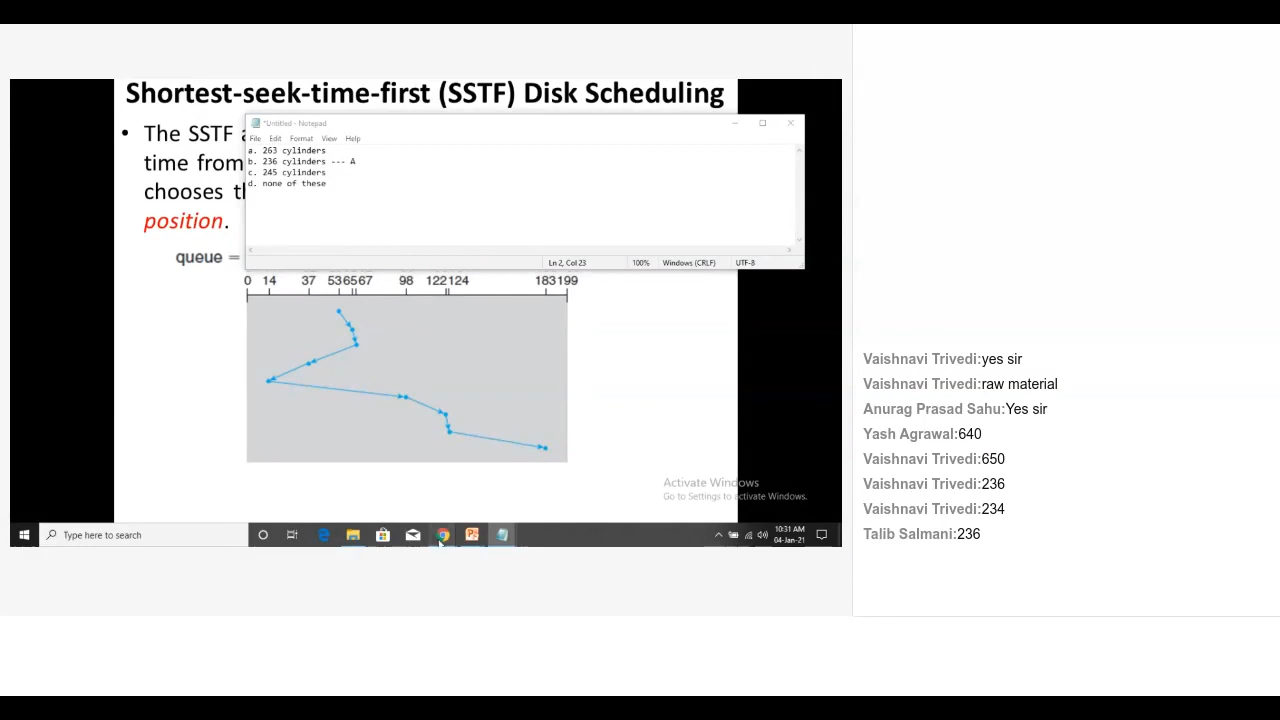 Shortest-seek-time-first (SSTF) Disk Scheduling
• The SSTF
time from
chooses
position.
queue =
*Untitled - Notepad
File Edit Format View Help
a. 263 cylinders
b. 236 cylinders --- A
c. 245 cylinders
d. none of these
Ln 2, Col 23 100% Windows (CRLF) UTF-8
0 14 37 536567 98 122124 183199
Activate Windows
Go to Settings to activate Windows.
Type here to search
10:31 AM
04-Jan-21
Vaishnavi Trivedi:yes sir
Vaishnavi Trivedi:raw material
Anurag Prasad Sahu:Yes sir
Yash Agrawal:640
Vaishnavi Trivedi:650
Vaishnavi Trivedi:236
Vaishnavi Trivedi:234
Talib Salmani:236